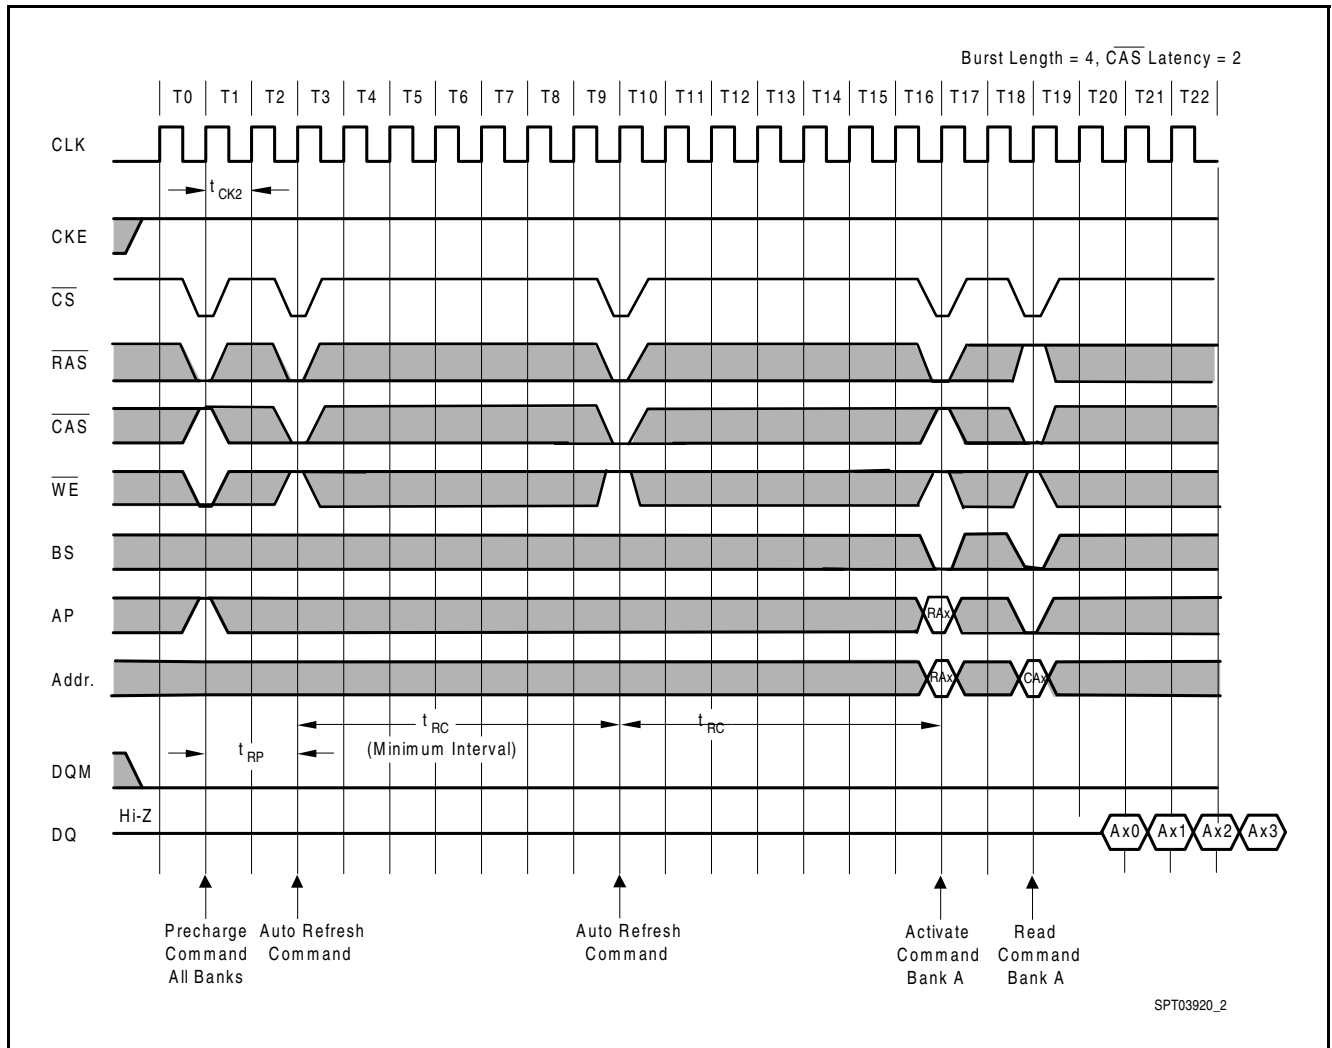 Burst Length = 4, CAS Latency = 2
T0 T1 T2 T3 T4 T5 T6 T7 T8 T9 T10 T11 T12 T13 T14 T15 T16 T17 T18 T19 T20 T21 T22
CLK
t CK2
CKE
CS
RAS
CAS
WE
BS
AP
RAx
Addr.
RAx CAx
t RC t RC
(Minimum Interval)
t RP
DQM
Hi-Z
DQ
Ax0 Ax1 Ax2 Ax3
Precharge
Command
All Banks
Auto Refresh
Command
Auto Refresh
Command
Activate
Command
Bank A
Read
Command
Bank A
SPT03920_2